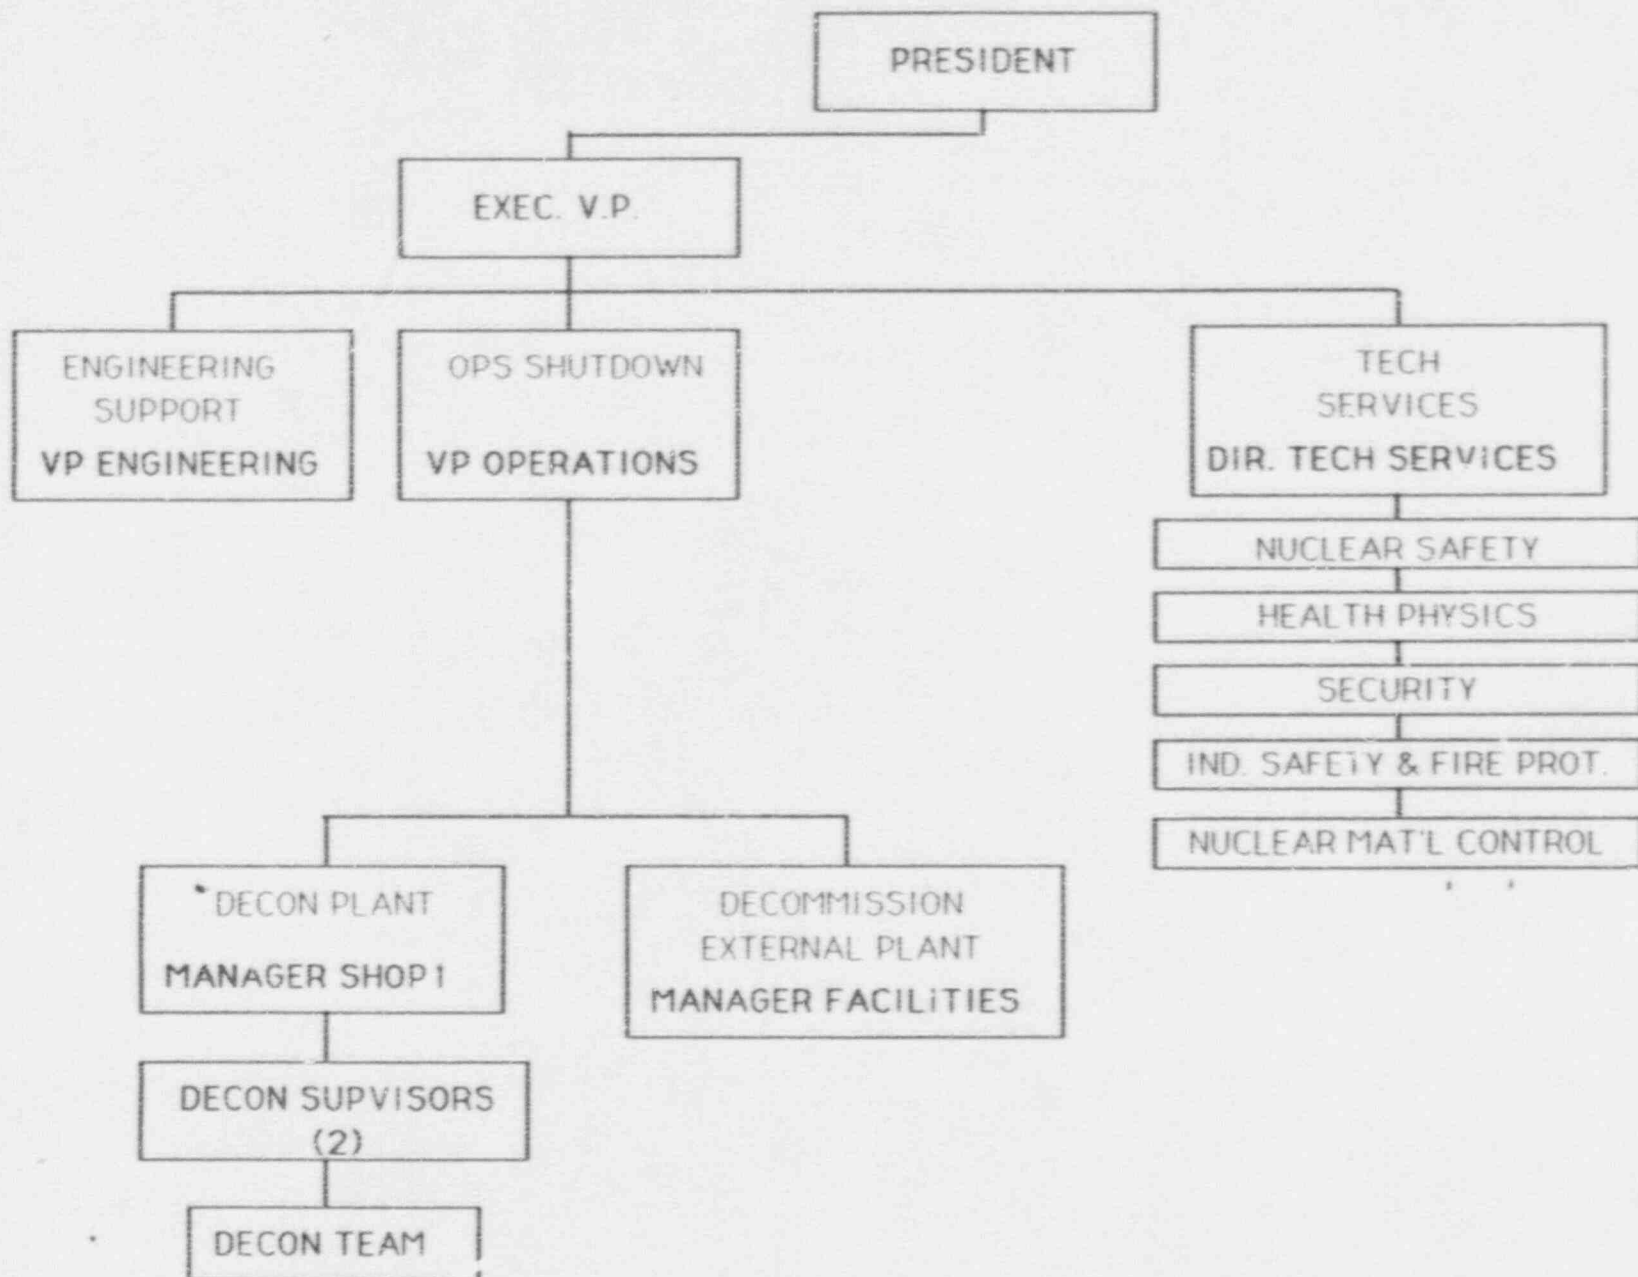 PRESIDENT
EXEC. V.P.
ENGINEERING
SUPPORT
VP ENGINEERING
OPS SHUTDOWN
VP OPERATIONS
TECH
SERVICES
DIR. TECH SERVICES
NUCLEAR SAFETY
HEALTH PHYSICS
SECURITY
IND. SAFETY & FIRE PROT.
NUCLEAR MAT'L CONTROL
DECON PLANT
MANAGER SHOP 1
DECOMMISSION
EXTERNAL PLANT
MANAGER FACILITIES
DECON SUPVISORS
(2)
DECON TEAM